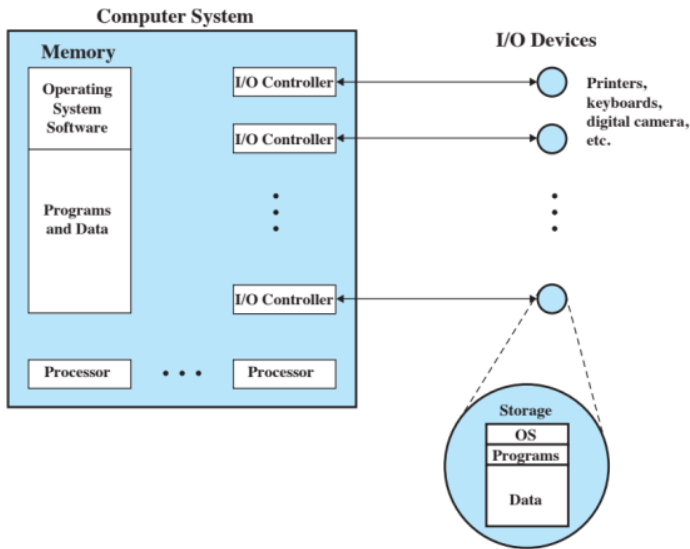 Computer System
Memory
Operating
System
Software
Programs
and Data
I/O Controller
I/O Controller
I/O Controller
Processor
Processor
I/O Devices
Printers,
keyboards,
digital camera,
etc.
Storage
OS
Programs
Data